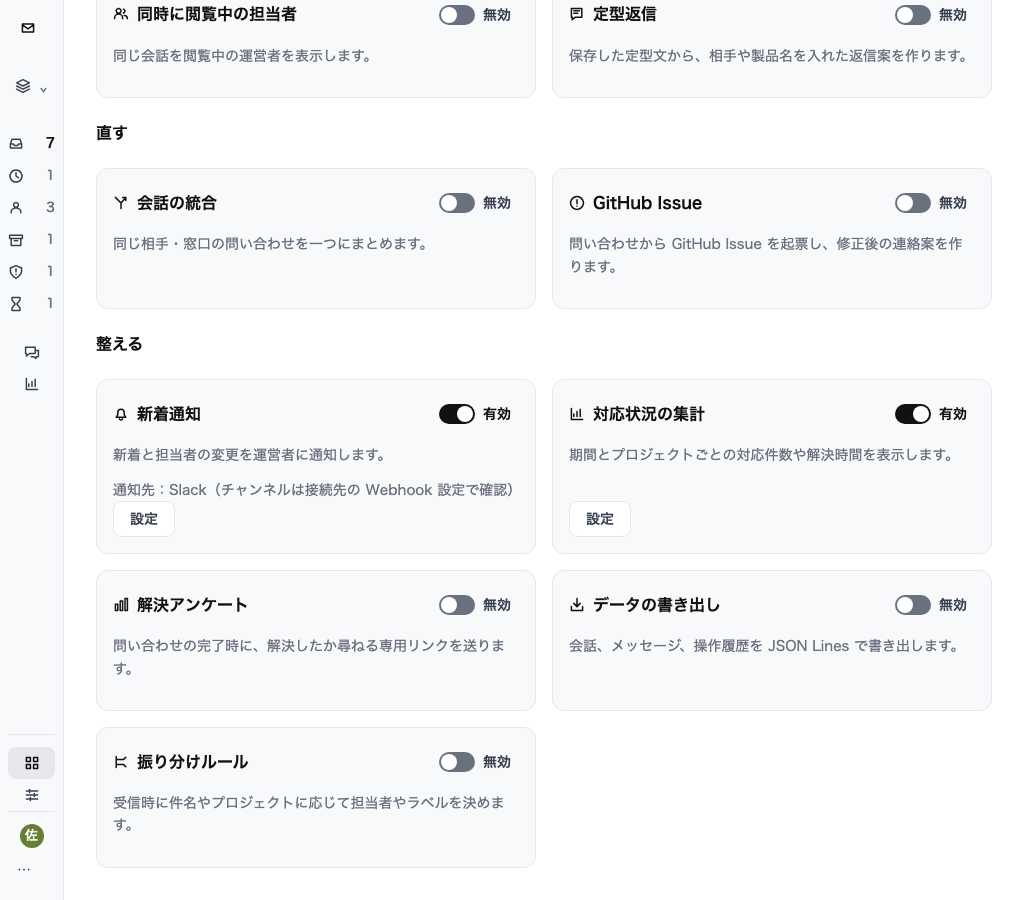 同時に閲覧中の担当者
無効
同じ会話を閲覧中の運営者を表示します。
定型返信
無効
保存した定型文から、相手や製品名を入れた返信案を作ります。
7
1
3
1
1
1
直す
会話の統合
無効
同じ相手・窓口の問い合わせを一つにまとめます。
GitHub Issue
無効
問い合わせから GitHub Issue を起票し、修正後の連絡案を作
ります。
整える
新着通知
有効
新着と担当者の変更を運営者に通知します。
通知先：Slack（チャンネルは接続先の Webhook 設定で確認）
設定
対応状況の集計
有効
期間とプロジェクトごとの対応件数や解決時間を表示します。
設定
解決アンケート
無効
問い合わせの完了時に、解決したか尋ねる専用リンクを送りま
す。
データの書き出し
無効
会話、メッセージ、操作履歴を JSON Lines で書き出します。
振り分けルール
無効
受信時に件名やプロジェクトに応じて担当者やラベルを決めま
す。
佐
…